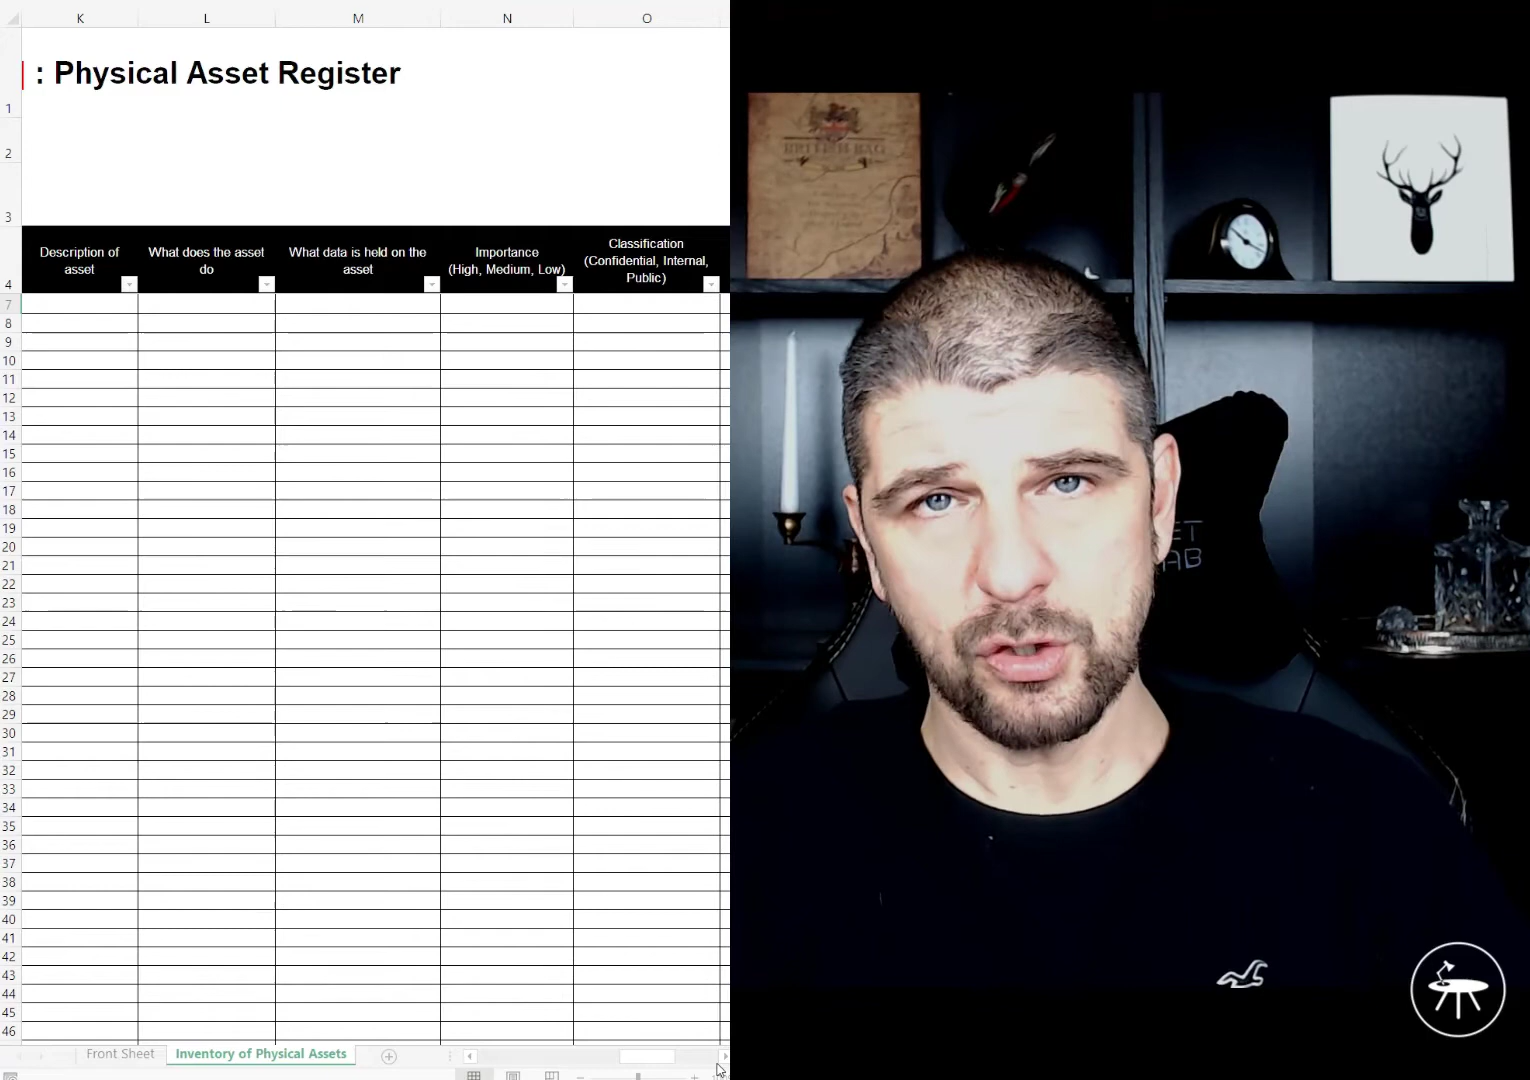 K L M N O
: Physical Asset Register
1
2
3
4
Description of
asset
What does the asset
do
What data is held on the
asset
Importance
(High, Medium, Low)
Classification
(Confidential, Internal,
Public)
7
8
9
10
11
12
13
14
15
16
17
18
19
20
21
22
23
24
25
26
27
28
29
30
31
32
33
34
35
36
37
38
39
40
41
42
43
44
45
46
Front Sheet
Inventory of Physical Assets
BRITISH BAG
ET
AB